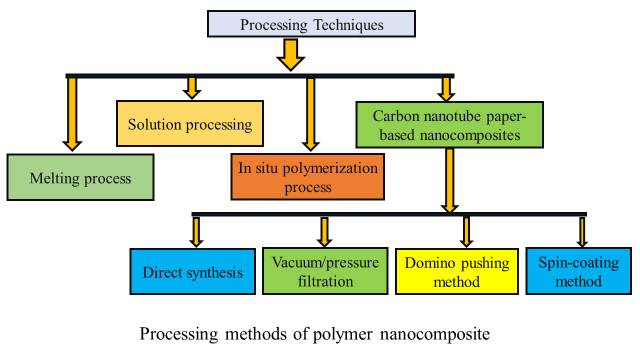 Processing Techniques
Solution processing
Carbon nanotube paper-
based nanocomposites
Melting process
In situ polymerization
process
Direct synthesis
Vacuum/pressure
filtration
Domino pushing
method
Spin-coating
method
Processing methods of polymer nanocomposite